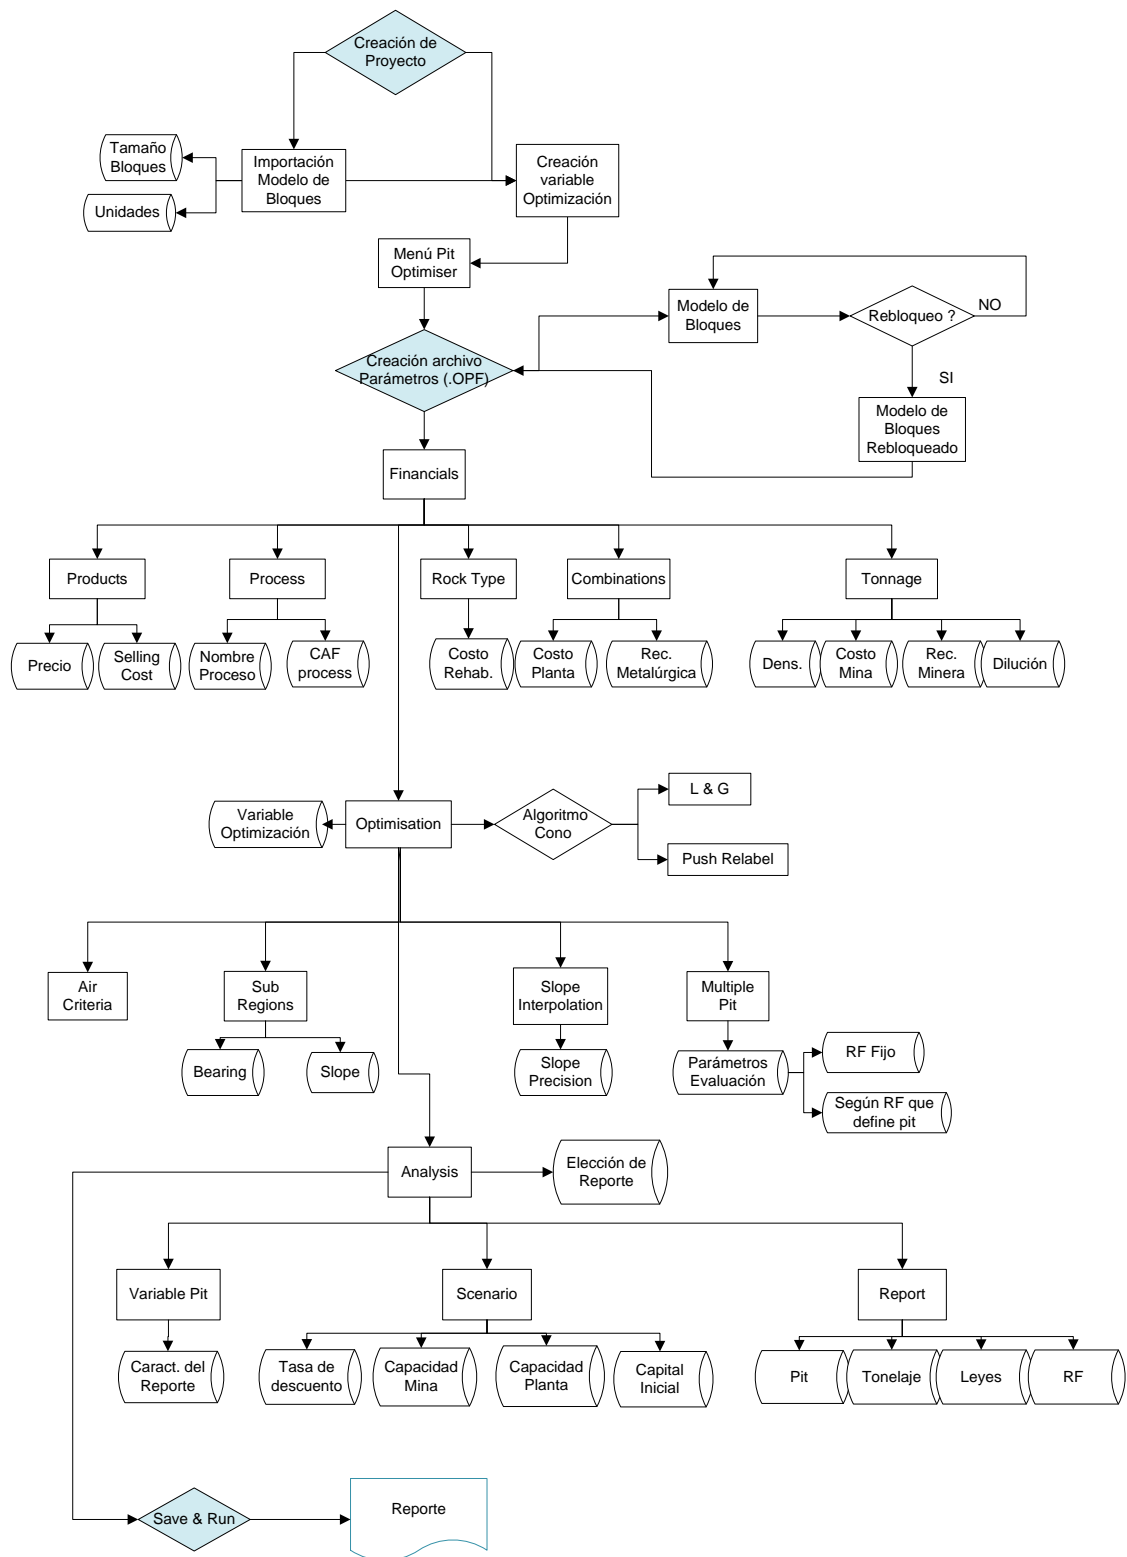 Creación de
Proyecto
Tamaño
Bloques
Importación
Modelo de
Bloques
Creación
variable
Optimización
Unidades
Menú Pit
Optimiser
Modelo de
Bloques
Rebloqueo ?
NO
Creación archivo
Parámetros (.OPF)
SI
Modelo de
Bloques
Rebloqueado
Financials
Products
Process
Rock Type
Combinations
Tonnage
Precio
Selling
Cost
Nombre
Proceso
CAF
process
Costo
Rehab.
Costo
Planta
Rec.
Metalúrgica
Dens.
Costo
Mina
Rec.
Minera
Dilución
L & G
Variable
Optimización
Optimisation
Algoritmo
Cono
Push Relabel
Air
Criteria
Sub
Regions
Slope
Interpolation
Multiple
Pit
Bearing
Slope
Slope
Precision
Parámetros
Evaluación
RF Fijo
Según RF que
define pit
Analysis
Elección de
Reporte
Variable Pit
Scenario
Report
Caract. del
Reporte
Tasa de
descuento
Capacidad
Mina
Capacidad
Planta
Capital
Inicial
Pit
Tonelaje
Leyes
RF
Save & Run
Reporte